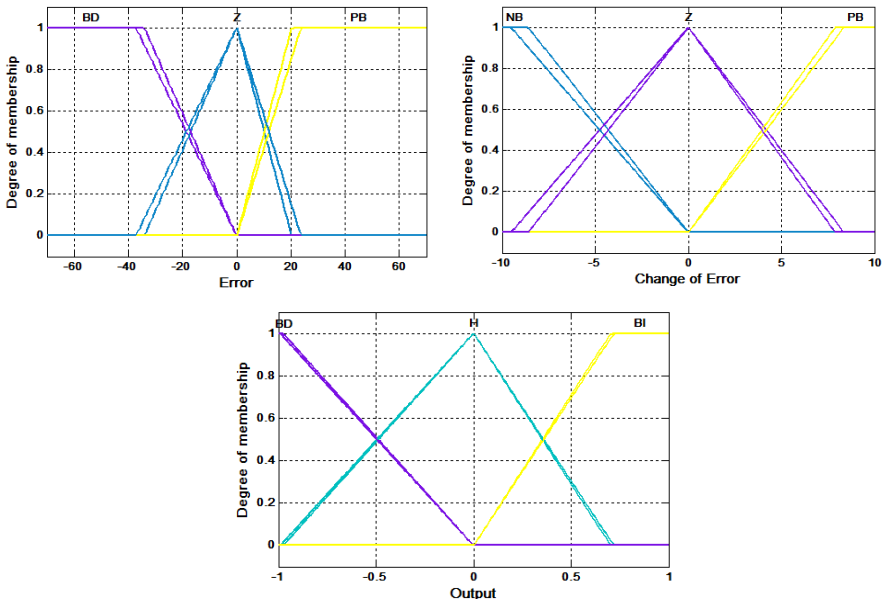 BD Z PB
1
0.8
0.6
0.4
0.2
0
Degree of membership
-60 -40 -20 0 20 40 60
Error
NB Z PB
1
0.8
0.6
0.4
0.2
0
Degree of membership
-10 -5 0 5 10
Change of Error
BD H BI
1
0.8
0.6
0.4
0.2
0
Degree of membership
-1 -0.5 0 0.5 1
Output